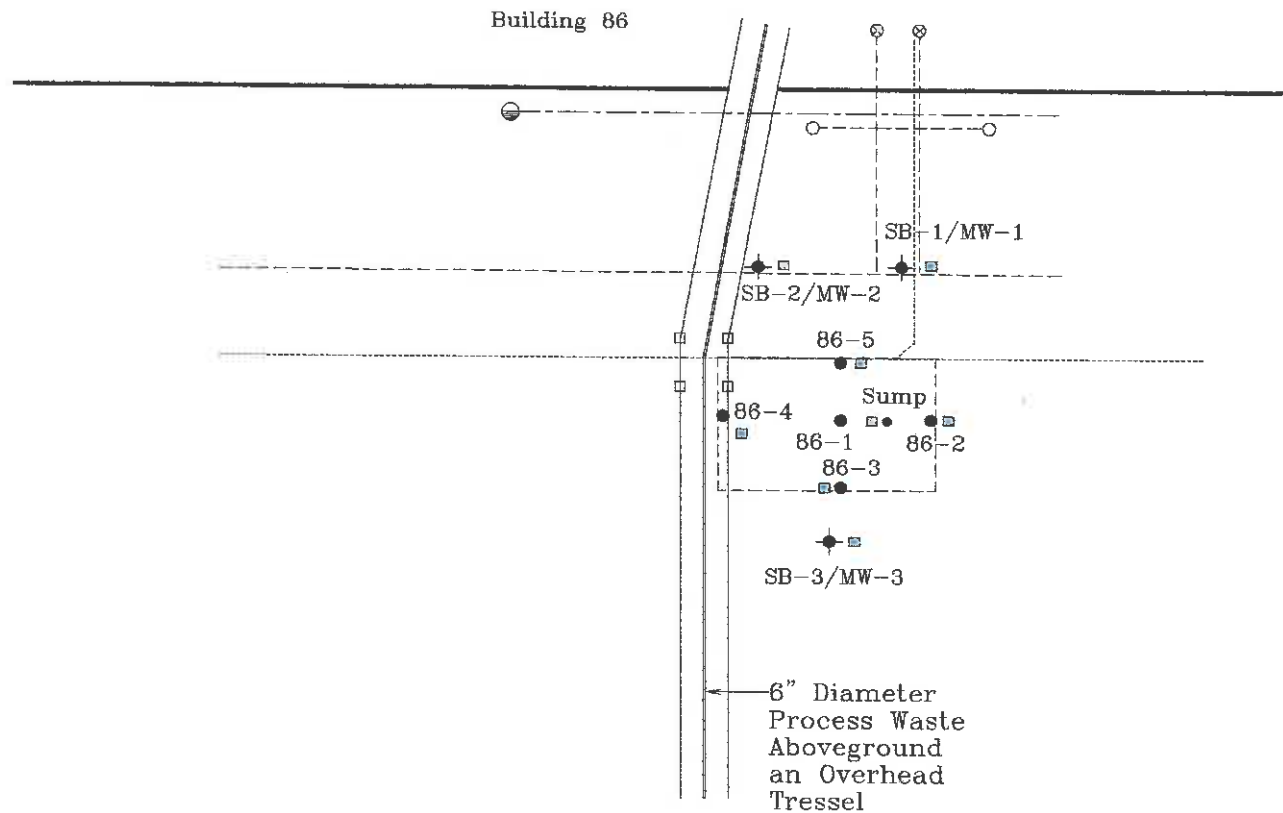 Building 86
SB-1/MW-1
SB-2/MW-2
86-5
Sump
86-4
86-1
86-2
86-3
SB-3/MW-3
6" Diameter
Process Waste
Aboveground
an Overhead
Tressel